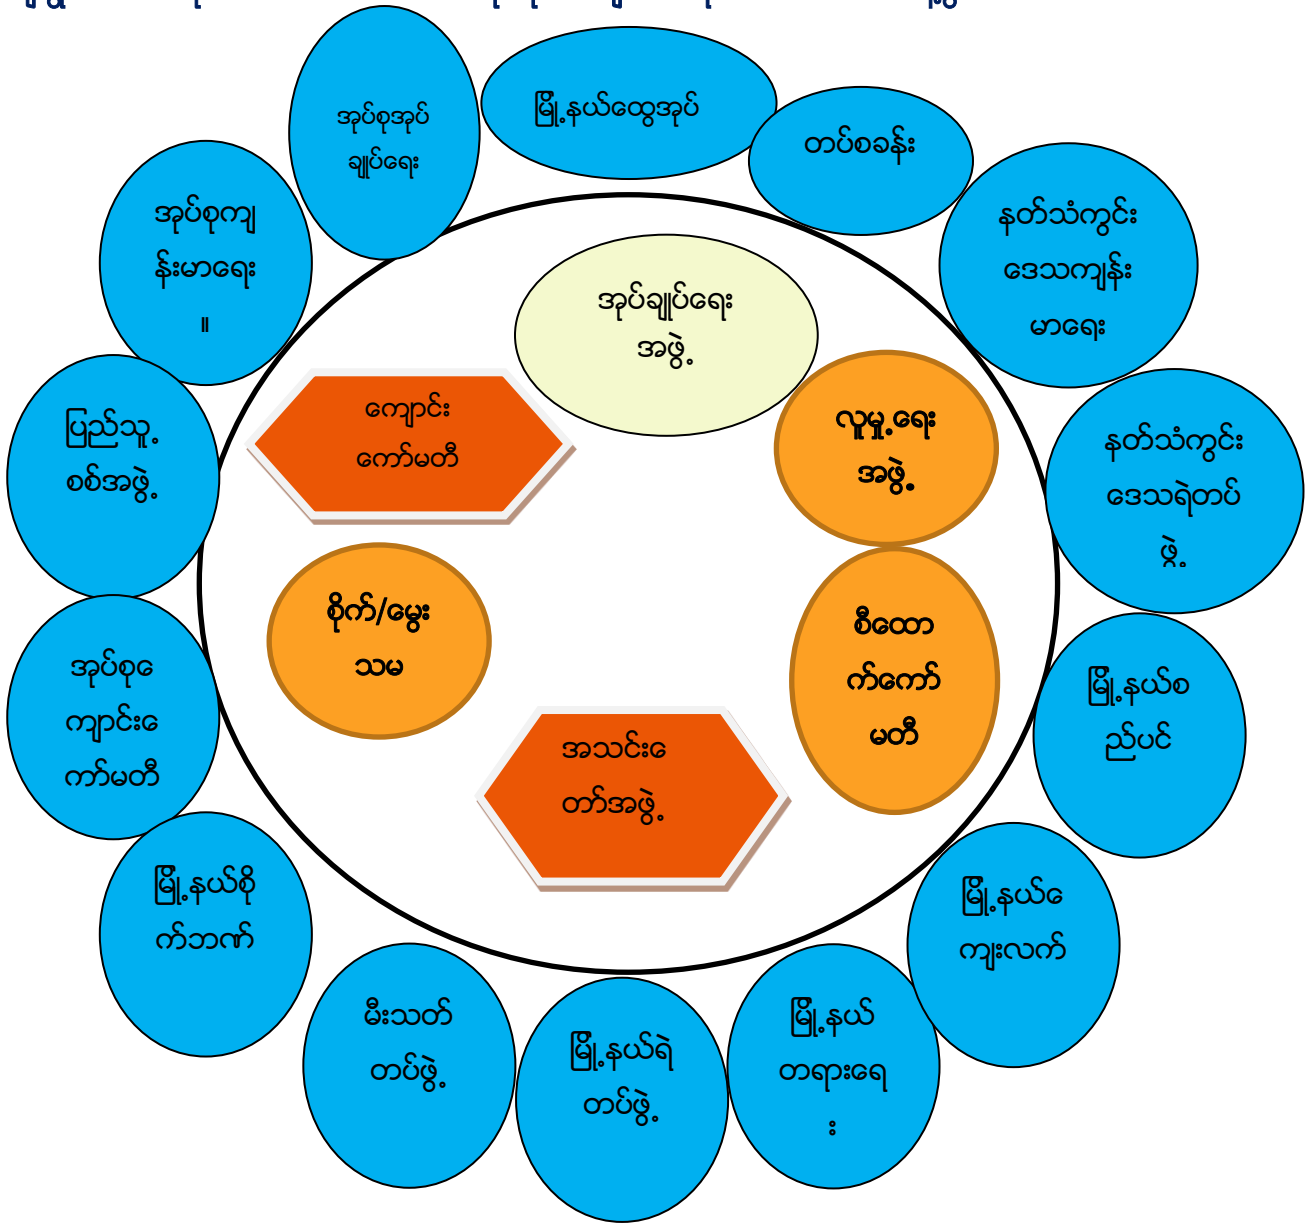 အုပ်စုအုပ်
ချုပ်ရေး
မြို့နယ်ထွေအုပ်
တပ်စခန်း
နတ်သံကွင်း
ဒေသကျန်း
မာရေး
နတ်သံကွင်း
ဒေသရဲတပ်
ဖွဲ့
မြို့နယ်စ
ည်ပင်
မြို့နယ်ေ
ကျးလက်
မြို့နယ်
တရားရေ
း
မြို့နယ်ရဲ
တပ်ဖွဲ့
မီးသတ်
တပ်ဖွဲ့
မြို့နယ်စို
က်ဘဏ်
အုပ်စုေ
ကျာင်းေ
ကာ်မတီ
ပြည်သူ့
စစ်အဖွဲ့
အုပ်စုကျ
န်းမာရေး
။
အုပ်ချုပ်ရေး
အဖွဲ့
ကျောင်း
ကော်မတီ
လူမှု့ရေး
အဖွဲ့
စိုက်/မွေး
သမ
စီထော
က်ကော်
မတီ
အသင်းေ
တာ်အဖွဲ့